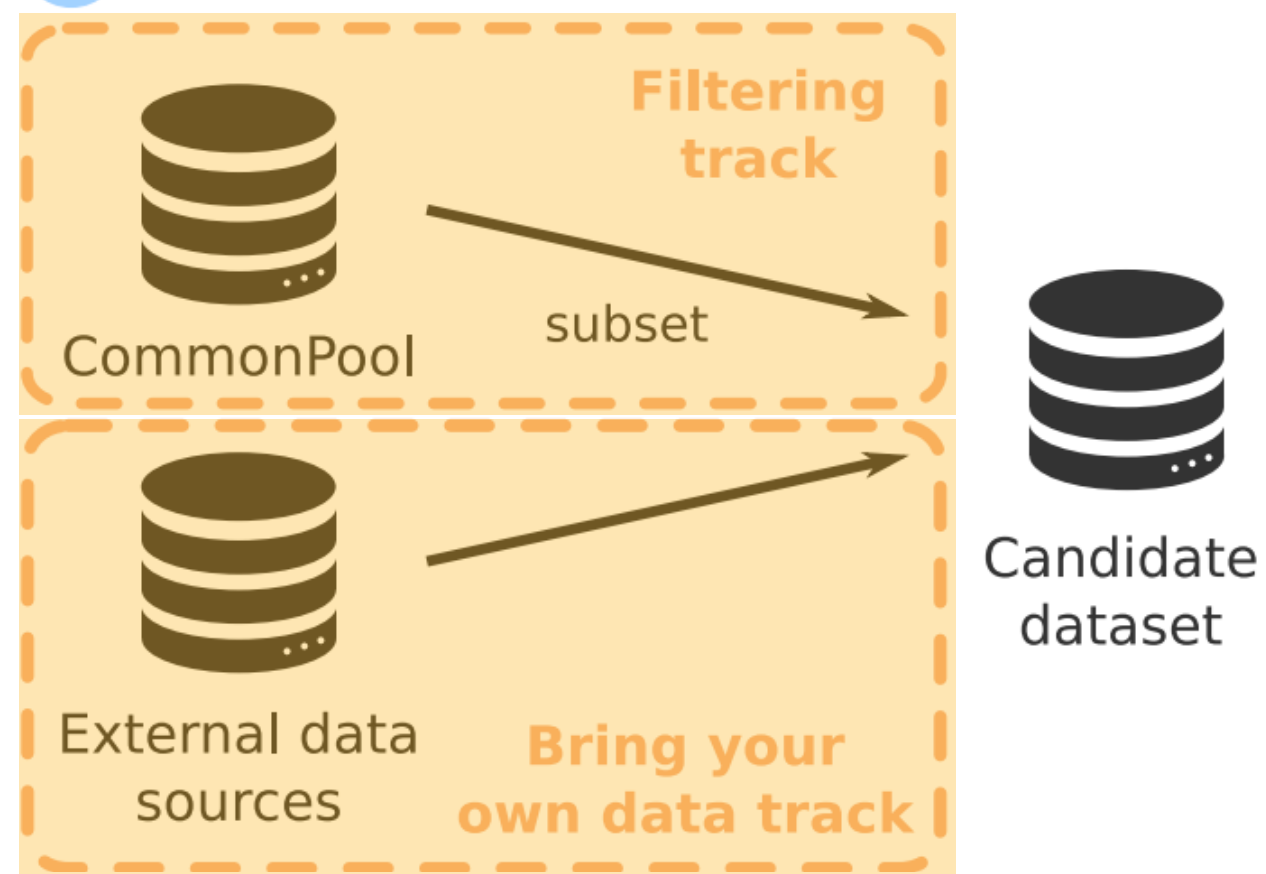 Filtering
track
subset
CommonPool
External data
sources
Bring your
own data track
Candidate
dataset